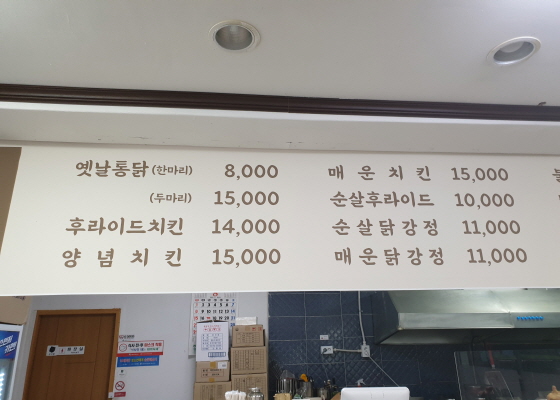 옛날통닭 (한마리) 8,000
(두마리) 15,000
후라이드치킨 14,000
양념치킨 15,000
매운치킨 15,000
순살후라이드 10,000
순살닭강정 11,000
매운닭강정 11,000